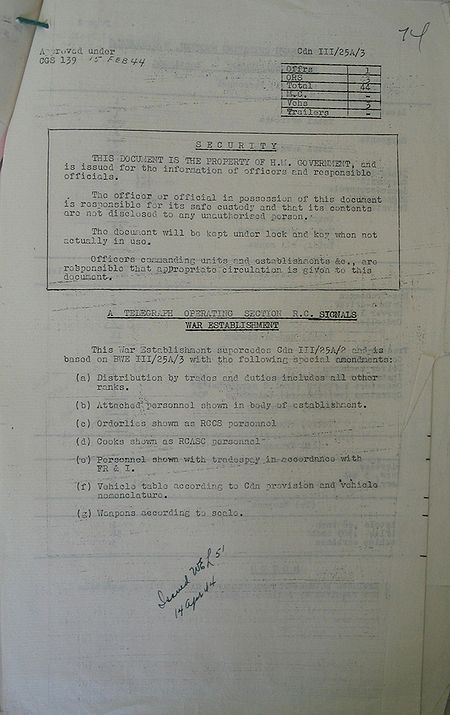 74
Approved under
Cdn III/25A/3
CGS 139 15 FEB 44
Offrs 1
ORS
Total 44
M.C. -
Vehs 3
Trailers -
SECURITY
THIS DOCUMENT IS THE PROPERTY OF H.M. GOVERNMENT, and
is issued for the information of officers and responsible
officials.
The officer or official in possession of this document
is responsible for its safe custody and that its contents
are not disclosed to any unauthorised person.
The document will be kept under lock and key when not
actually in use.
Officers commanding units and establishments &c., are
responsible that appropriate circulation is given to this
document.
A TELEGRAPH OPERATING SECTION R.C. SIGNALS
WAR ESTABLISHMENT
This War Establishment supercedes Cdn III/25A/2 and is
based on BWE III/25A/3 with the following special amendments:
(a) Distribution by trades and duties includes all other
ranks.
(b) Attached personnel shown in body of establishment.
(c) Orderlies shown as RCCS personnel
(d) Cooks shown as RCASC personnel
(e) Personnel shown with tradespay in accordance with
FR & I.
(f) Vehicle table according to Cdn provision and vehicle
nomenclature.
(g) Weapons according to scale.
Issued WEL 51
14 Apr 44